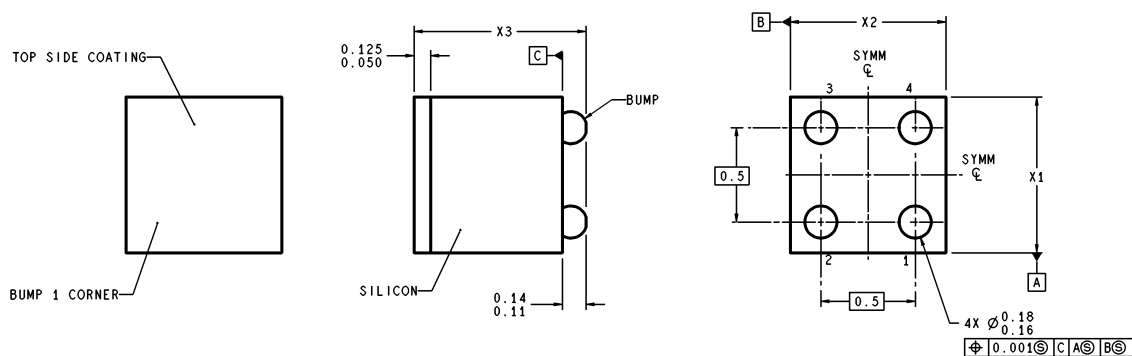 TOP SIDE COATING
BUMP 1 CORNER
X3
0.125
0.050
C
BUMP
SILICON
0.14
0.11
B
X2
SYMM
℄
3 4
0.5
SYMM
℄
X1
2 1
A
0.5
4X ⌀ 0.18
0.16
⌖ 0.001Ⓢ C AⓈ BⓈ